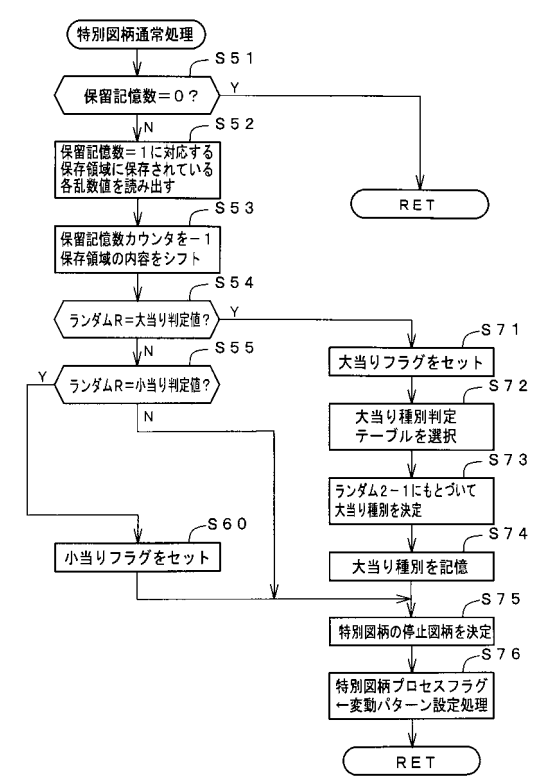 特別図柄通常処理
S51
保留記憶数=0?
Y
N
S52
保留記憶数=1に対応する
保存領域に保存されている
各乱数値を読み出す
RET
S53
保留記憶数カウンタを-1
保存領域の内容をシフト
S54
ランダムR=大当り判定値?
Y
N
S55
ランダムR=小当り判定値?
Y
N
S60
小当りフラグをセット
S71
大当りフラグをセット
S72
大当り種別判定
テーブルを選択
S73
ランダム2-1にもとづいて
大当り種別を決定
S74
大当り種別を記憶
S75
特別図柄の停止図柄を決定
S76
特別図柄プロセスフラグ
←変動パターン設定処理
RET